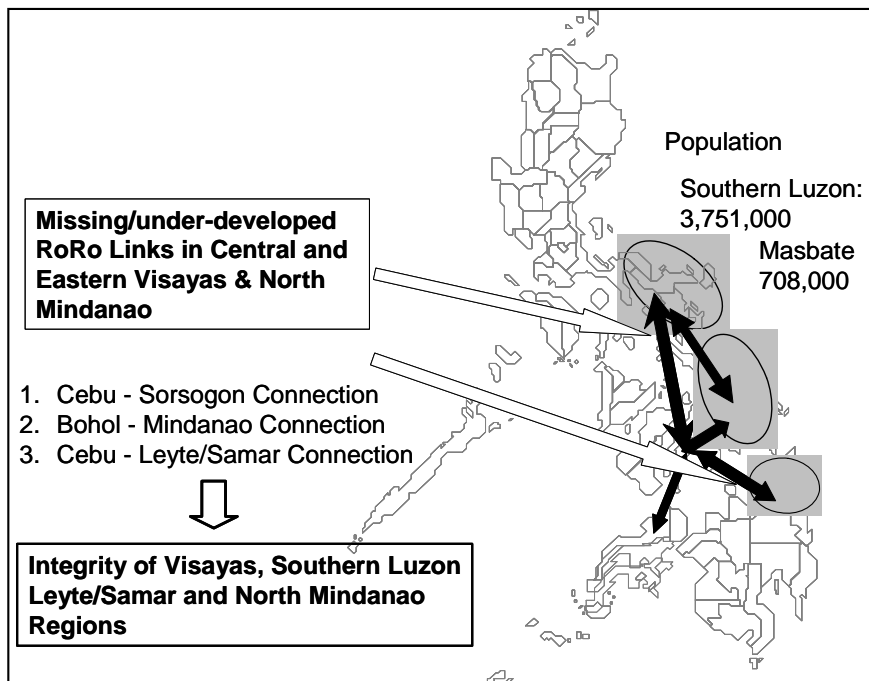 Population
Southern Luzon:
3,751,000
Masbate
708,000
Missing/under-developed
RoRo Links in Central and
Eastern Visayas & North
Mindanao
1. Cebu - Sorsogon Connection
2. Bohol - Mindanao Connection
3. Cebu - Leyte/Samar Connection
Integrity of Visayas, Southern Luzon
Leyte/Samar and North Mindanao
Regions